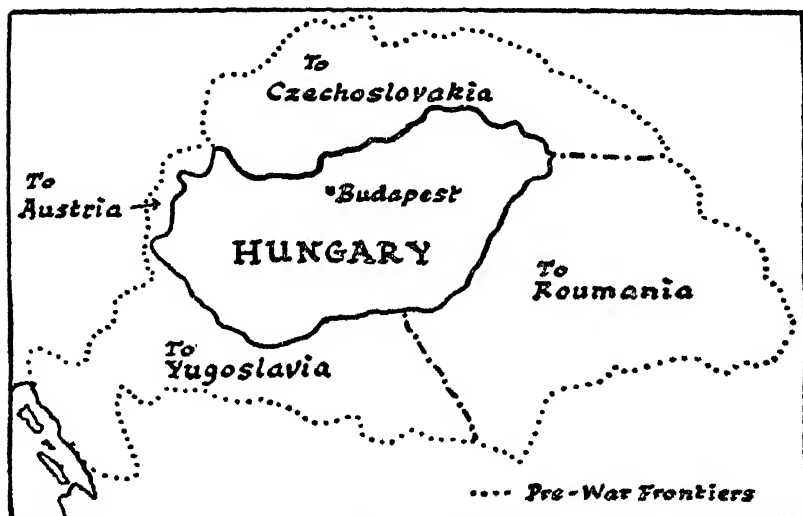 To
Czechoslovakia
To
Austria
Budapest
HUNGARY
To
Roumania
To
Yugoslavia
Pre-War Frontiers